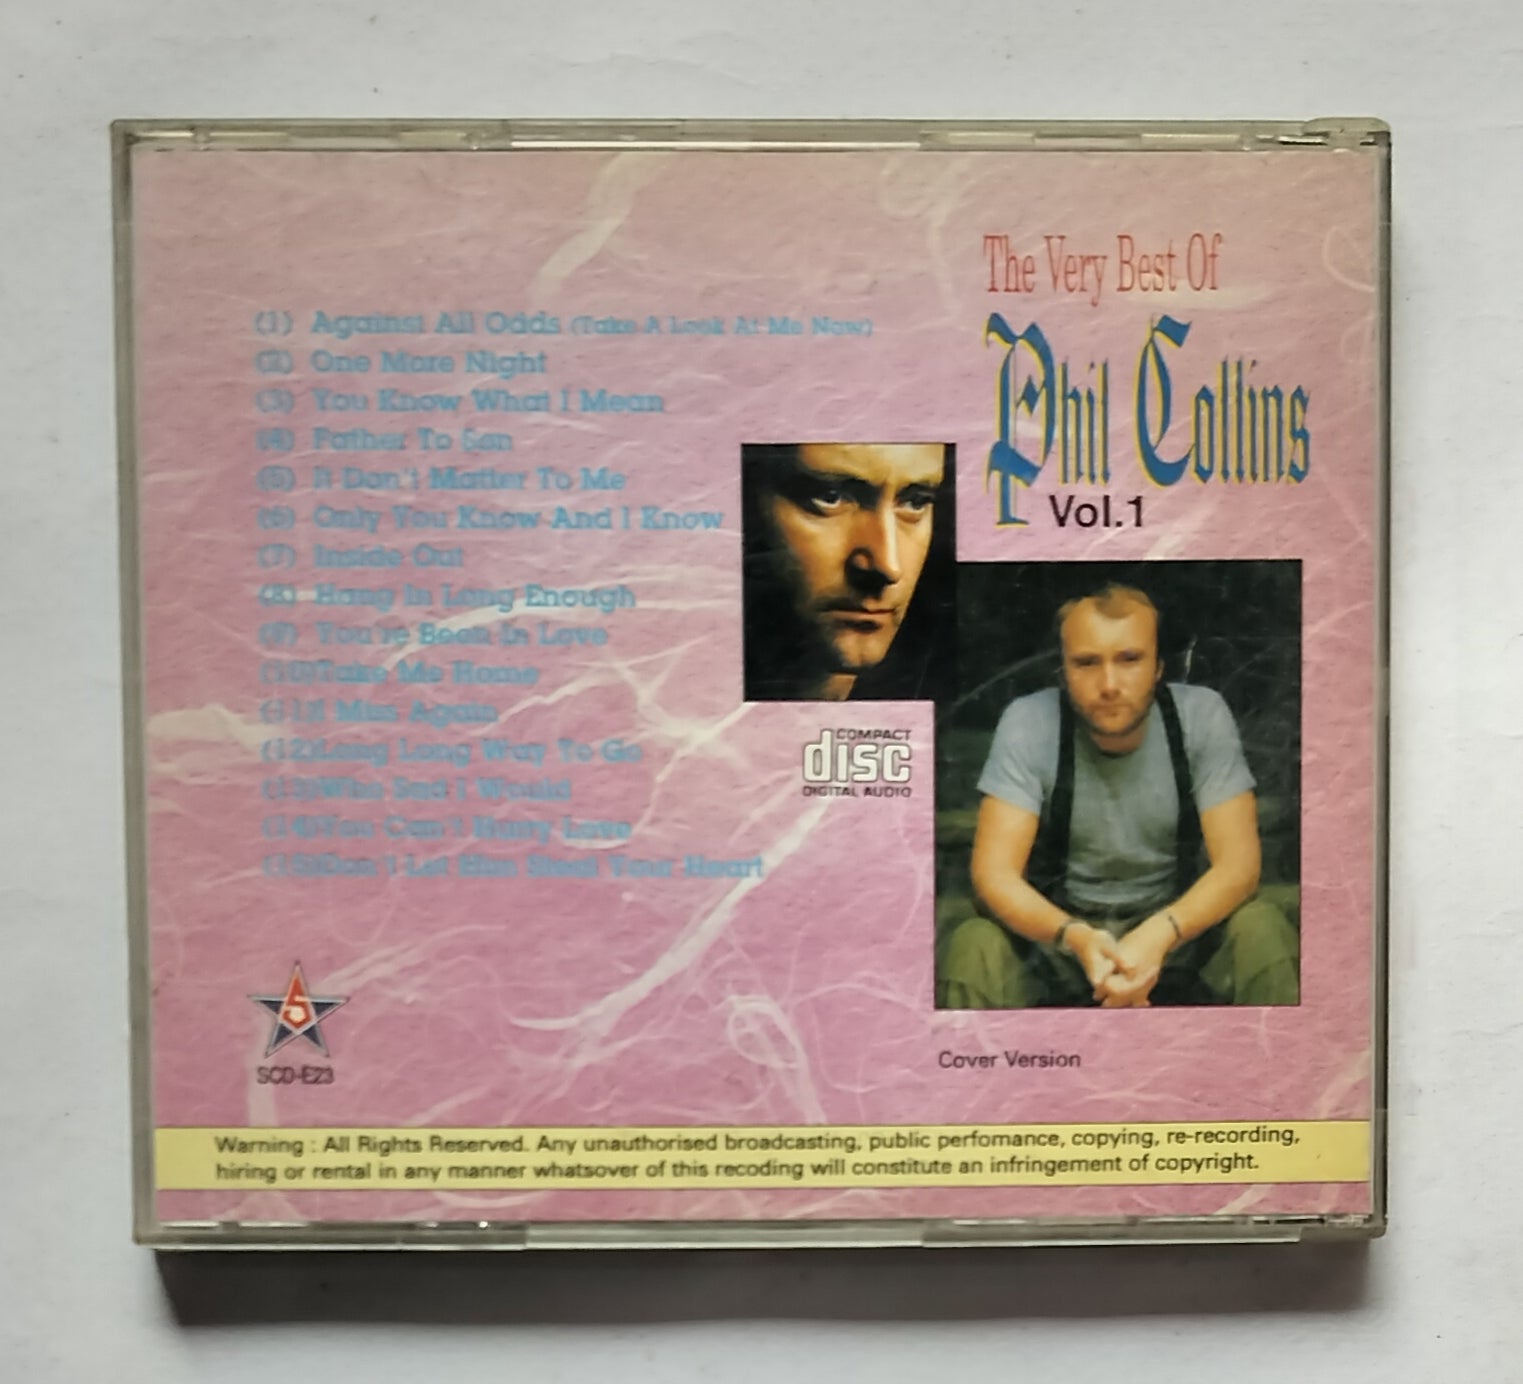 The Very Best Of
Phil Collins
Vol.1
(1) Against All Odds (Take A Look At Me Now)
(2) One More Night
(3) You Know What I Mean
(4) Father To Son
(5) It Don't Matter To Me
(6) Only You Know And I Know
(7) Inside Out
(8) Hang In Long Enough
(9) You're Been In Love
(10)Take Me Home
(11)I Miss Again
(12)Long Long Way To Go
(13)Who Said I Would
(14)You Can't Hurry Love
(15)Don't Let Him Steal Your Heart
COMPACT
disc
DIGITAL AUDIO
5
SCD-E23
Cover Version
Warning : All Rights Reserved. Any unauthorised broadcasting, public perfomance, copying, re-recording,
hiring or rental in any manner whatsover of this recoding will constitute an infringement of copyright.